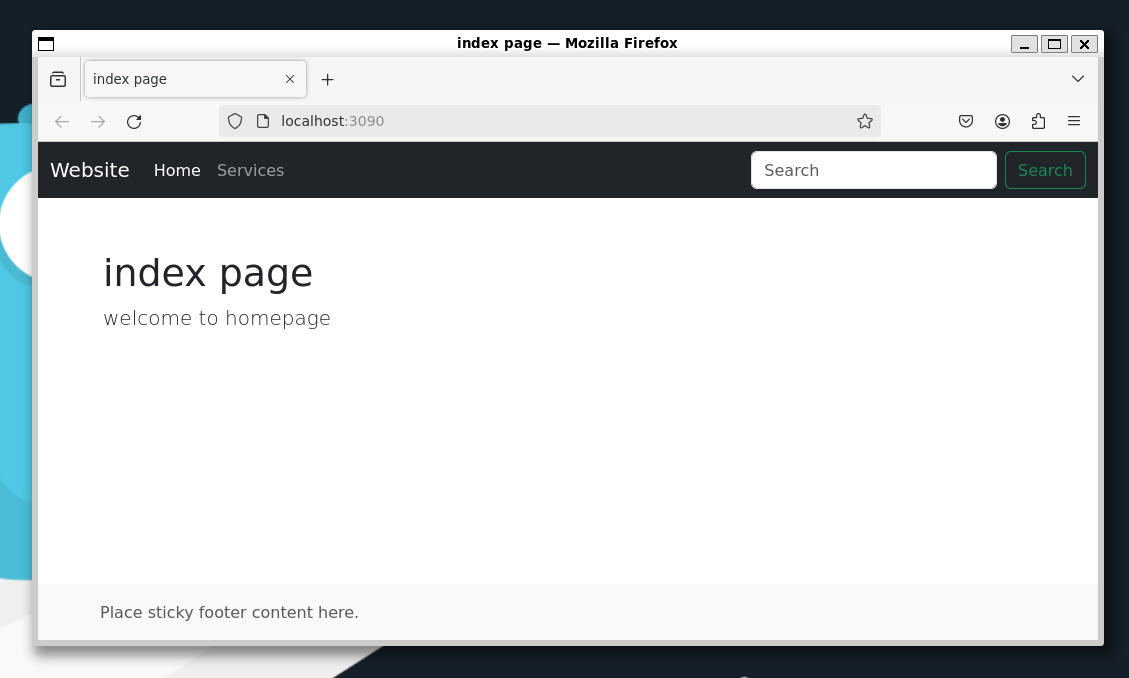 index page — Mozilla Firefox
index page
localhost:3090
Website Home Services Search Search
index page
welcome to homepage
Place sticky footer content here.